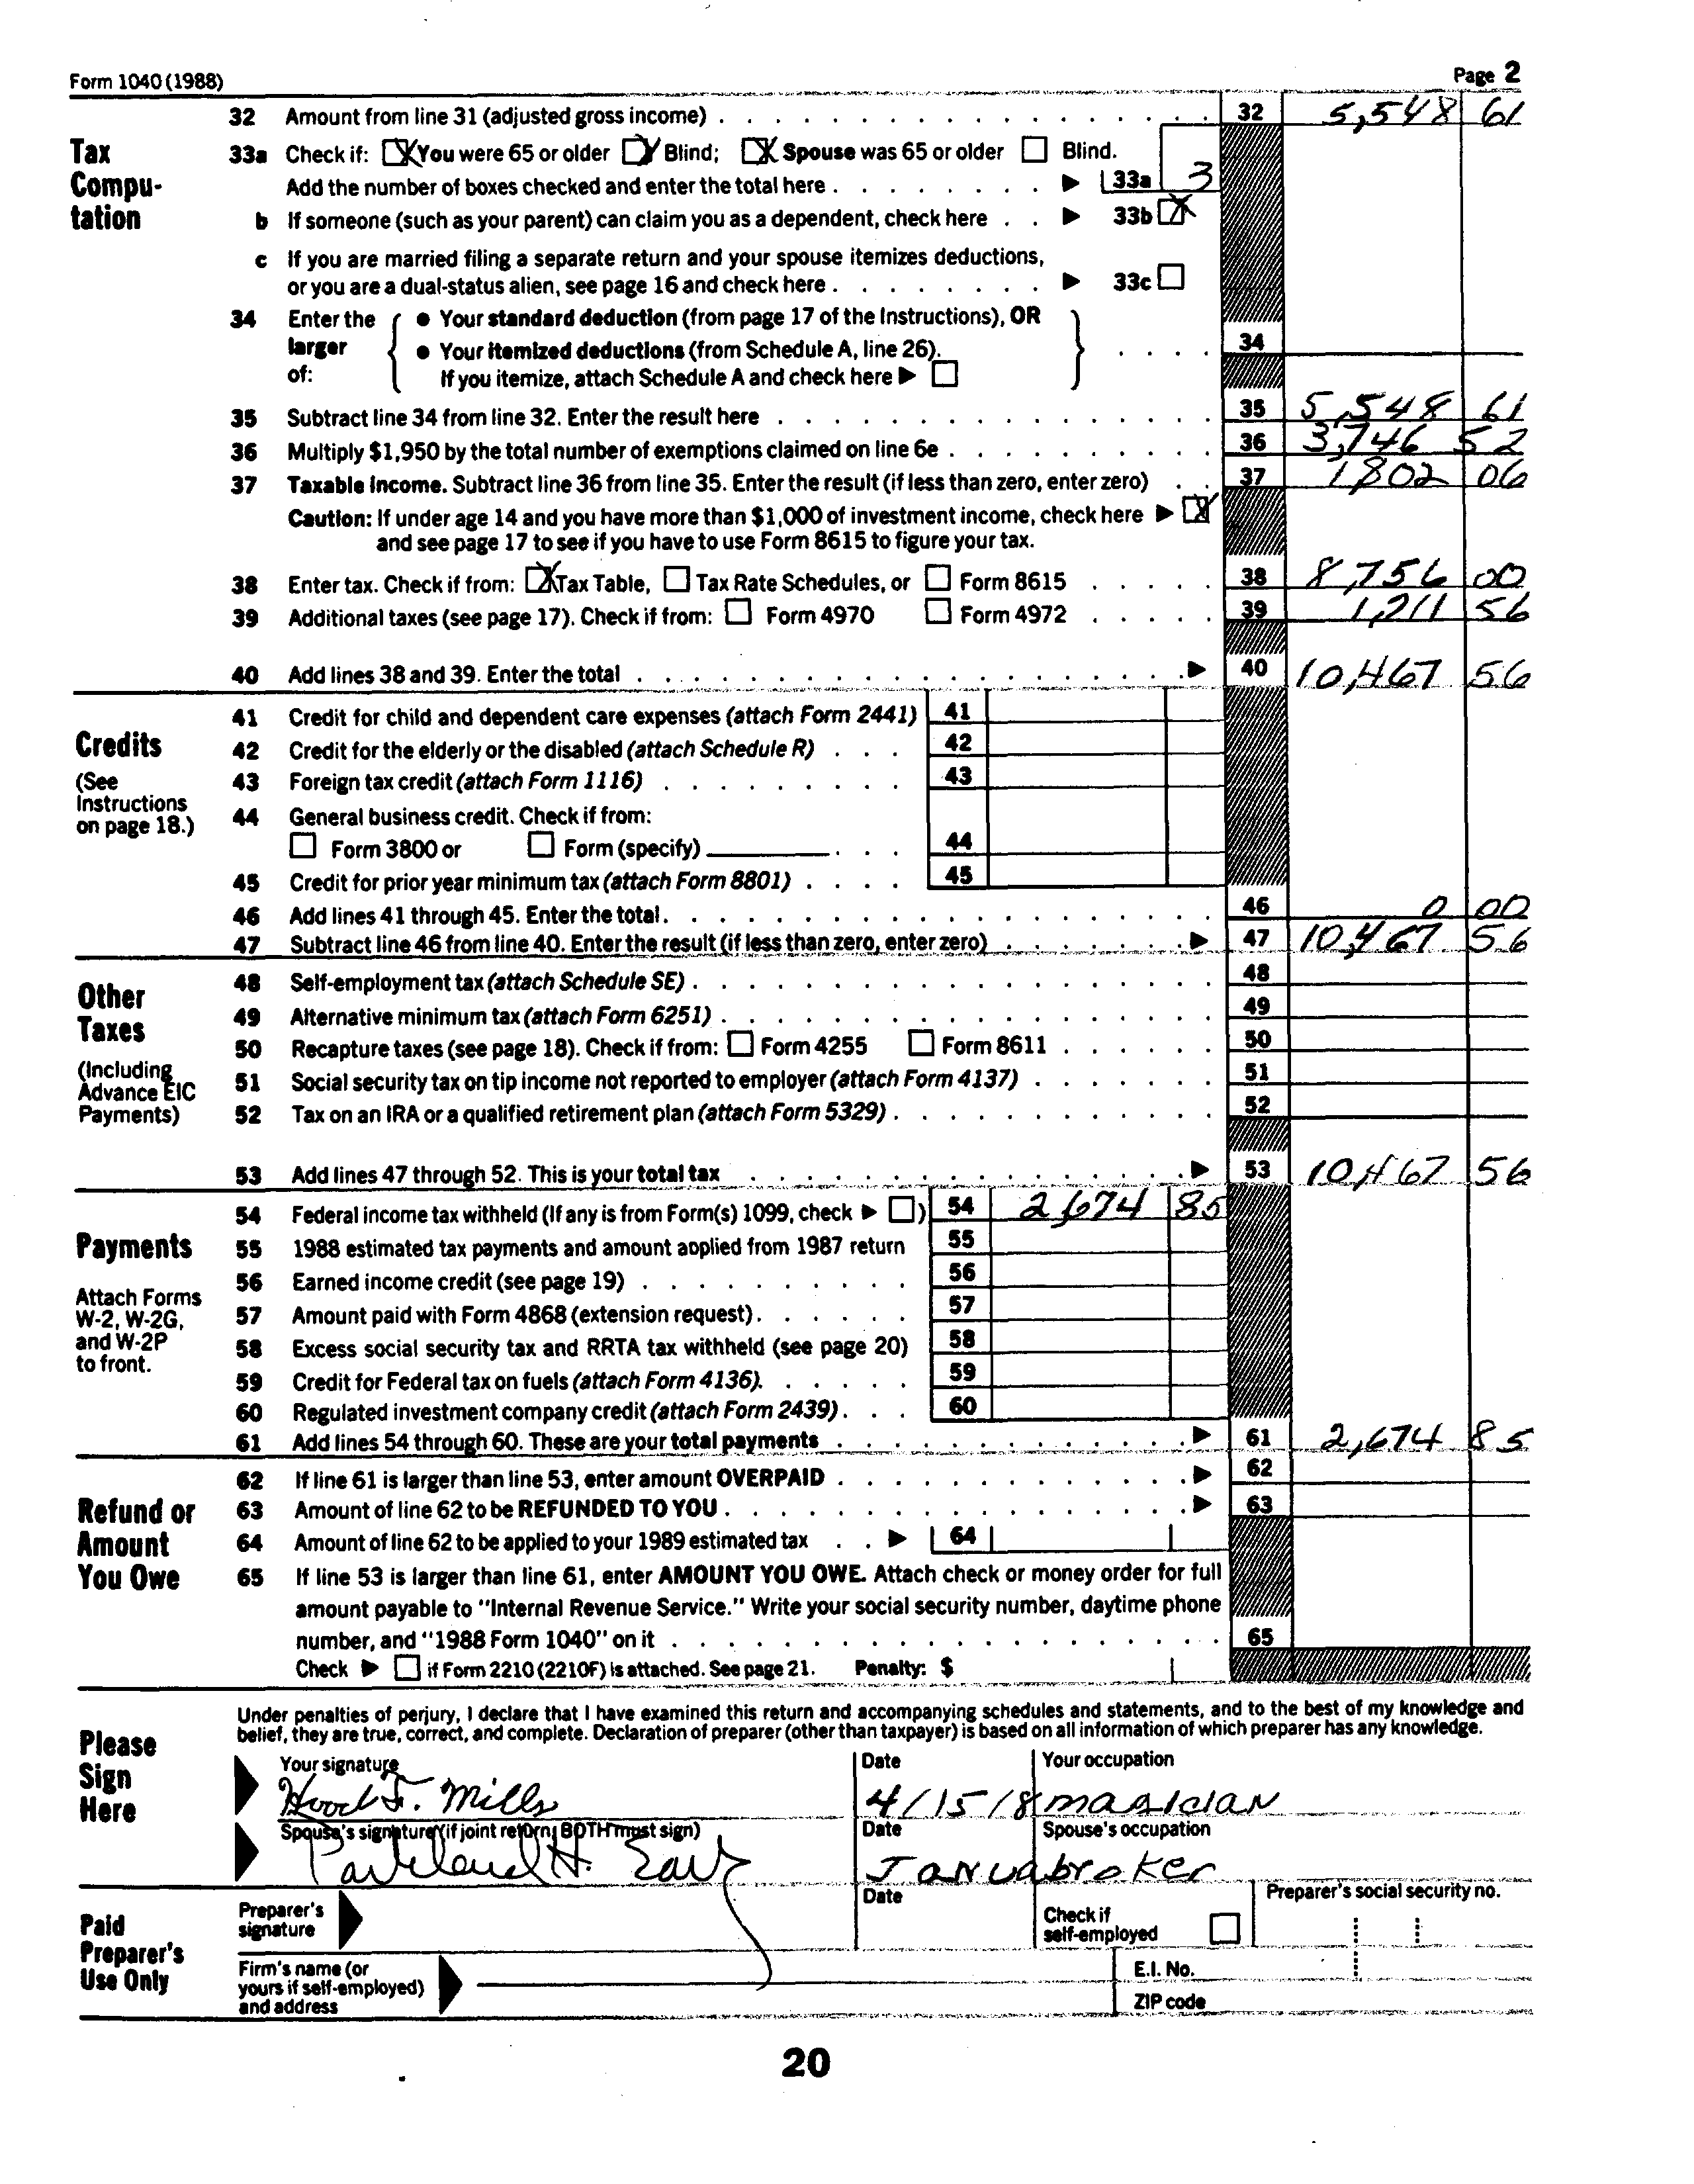 Form 1040 (1988) Page 2
32 Amount from line 31 (adjusted gross income) 32 5,548 61
Tax Compu- tation
33a Check if: X You were 65 or older X Blind; X Spouse was 65 or older Blind.
Add the number of boxes checked and enter the total here ▶ 33a 3
b If someone (such as your parent) can claim you as a dependent, check here ▶ 33b X
c If you are married filing a separate return and your spouse itemizes deductions,
or you are a dual-status alien, see page 16 and check here ▶ 33c
34 Enter the larger of:
• Your standard deduction (from page 17 of the Instructions), OR
• Your itemized deductions (from Schedule A, line 26).
If you itemize, attach Schedule A and check here ▶
34
35 Subtract line 34 from line 32. Enter the result here 35 5,548 61
36 Multiply $1,950 by the total number of exemptions claimed on line 6e 36 3,746 52
37 Taxable income. Subtract line 36 from line 35. Enter the result (if less than zero, enter zero) 37 1802 06
Caution: If under age 14 and you have more than $1,000 of investment income, check here ▶ X
and see page 17 to see if you have to use Form 8615 to figure your tax.
38 Enter tax. Check if from: X Tax Table, Tax Rate Schedules, or Form 8615 38 8,756 00
39 Additional taxes (see page 17). Check if from: Form 4970 Form 4972 39 1,211 56
40 Add lines 38 and 39. Enter the total ▶ 40 10,467 56
Credits
(See Instructions on page 18.)
41 Credit for child and dependent care expenses (attach Form 2441) 41
42 Credit for the elderly or the disabled (attach Schedule R) 42
43 Foreign tax credit (attach Form 1116) 43
44 General business credit. Check if from:
Form 3800 or Form (specify) 44
45 Credit for prior year minimum tax (attach Form 8801) 45
46 Add lines 41 through 45. Enter the total. 46 0 00
47 Subtract line 46 from line 40. Enter the result (if less than zero, enter zero) ▶ 47 10,467 56
Other Taxes
(Including Advance EIC Payments)
48 Self-employment tax (attach Schedule SE) 48
49 Alternative minimum tax (attach Form 6251) 49
50 Recapture taxes (see page 18). Check if from: Form 4255 Form 8611 50
51 Social security tax on tip income not reported to employer (attach Form 4137) 51
52 Tax on an IRA or a qualified retirement plan (attach Form 5329) 52
53 Add lines 47 through 52. This is your total tax ▶ 53 10,467 56
Payments
Attach Forms W-2, W-2G, and W-2P to front.
54 Federal income tax withheld (If any is from Form(s) 1099, check ▶ ) 54 2,674 85
55 1988 estimated tax payments and amount applied from 1987 return 55
56 Earned income credit (see page 19) 56
57 Amount paid with Form 4868 (extension request) 57
58 Excess social security tax and RRTA tax withheld (see page 20) 58
59 Credit for Federal tax on fuels (attach Form 4136). 59
60 Regulated investment company credit (attach Form 2439) 60
61 Add lines 54 through 60. These are your total payments ▶ 61 2,674 85
Refund or Amount You Owe
62 If line 61 is larger than line 53, enter amount OVERPAID ▶ 62
63 Amount of line 62 to be REFUNDED TO YOU ▶ 63
64 Amount of line 62 to be applied to your 1989 estimated tax ▶ 64
65 If line 53 is larger than line 61, enter AMOUNT YOU OWE. Attach check or money order for full
amount payable to "Internal Revenue Service." Write your social security number, daytime phone
number, and "1988 Form 1040" on it 65
Check ▶ if Form 2210 (2210F) is attached. See page 21. Penalty: $
Please Sign Here
Under penalties of perjury, I declare that I have examined this return and accompanying schedules and statements, and to the best of my knowledge and
belief, they are true, correct, and complete. Declaration of preparer (other than taxpayer) is based on all information of which preparer has any knowledge.
Your signature Date Your occupation
Hood F. Mills 4/15/8 magician
Spouse's signature (if joint return, BOTH must sign) Date Spouse's occupation
H. Janua broker
Paid Preparer's Use Only
Preparer's signature Date Check if self-employed Preparer's social security no.
Firm's name (or yours if self-employed) and address
E.I. No.
ZIP code
20